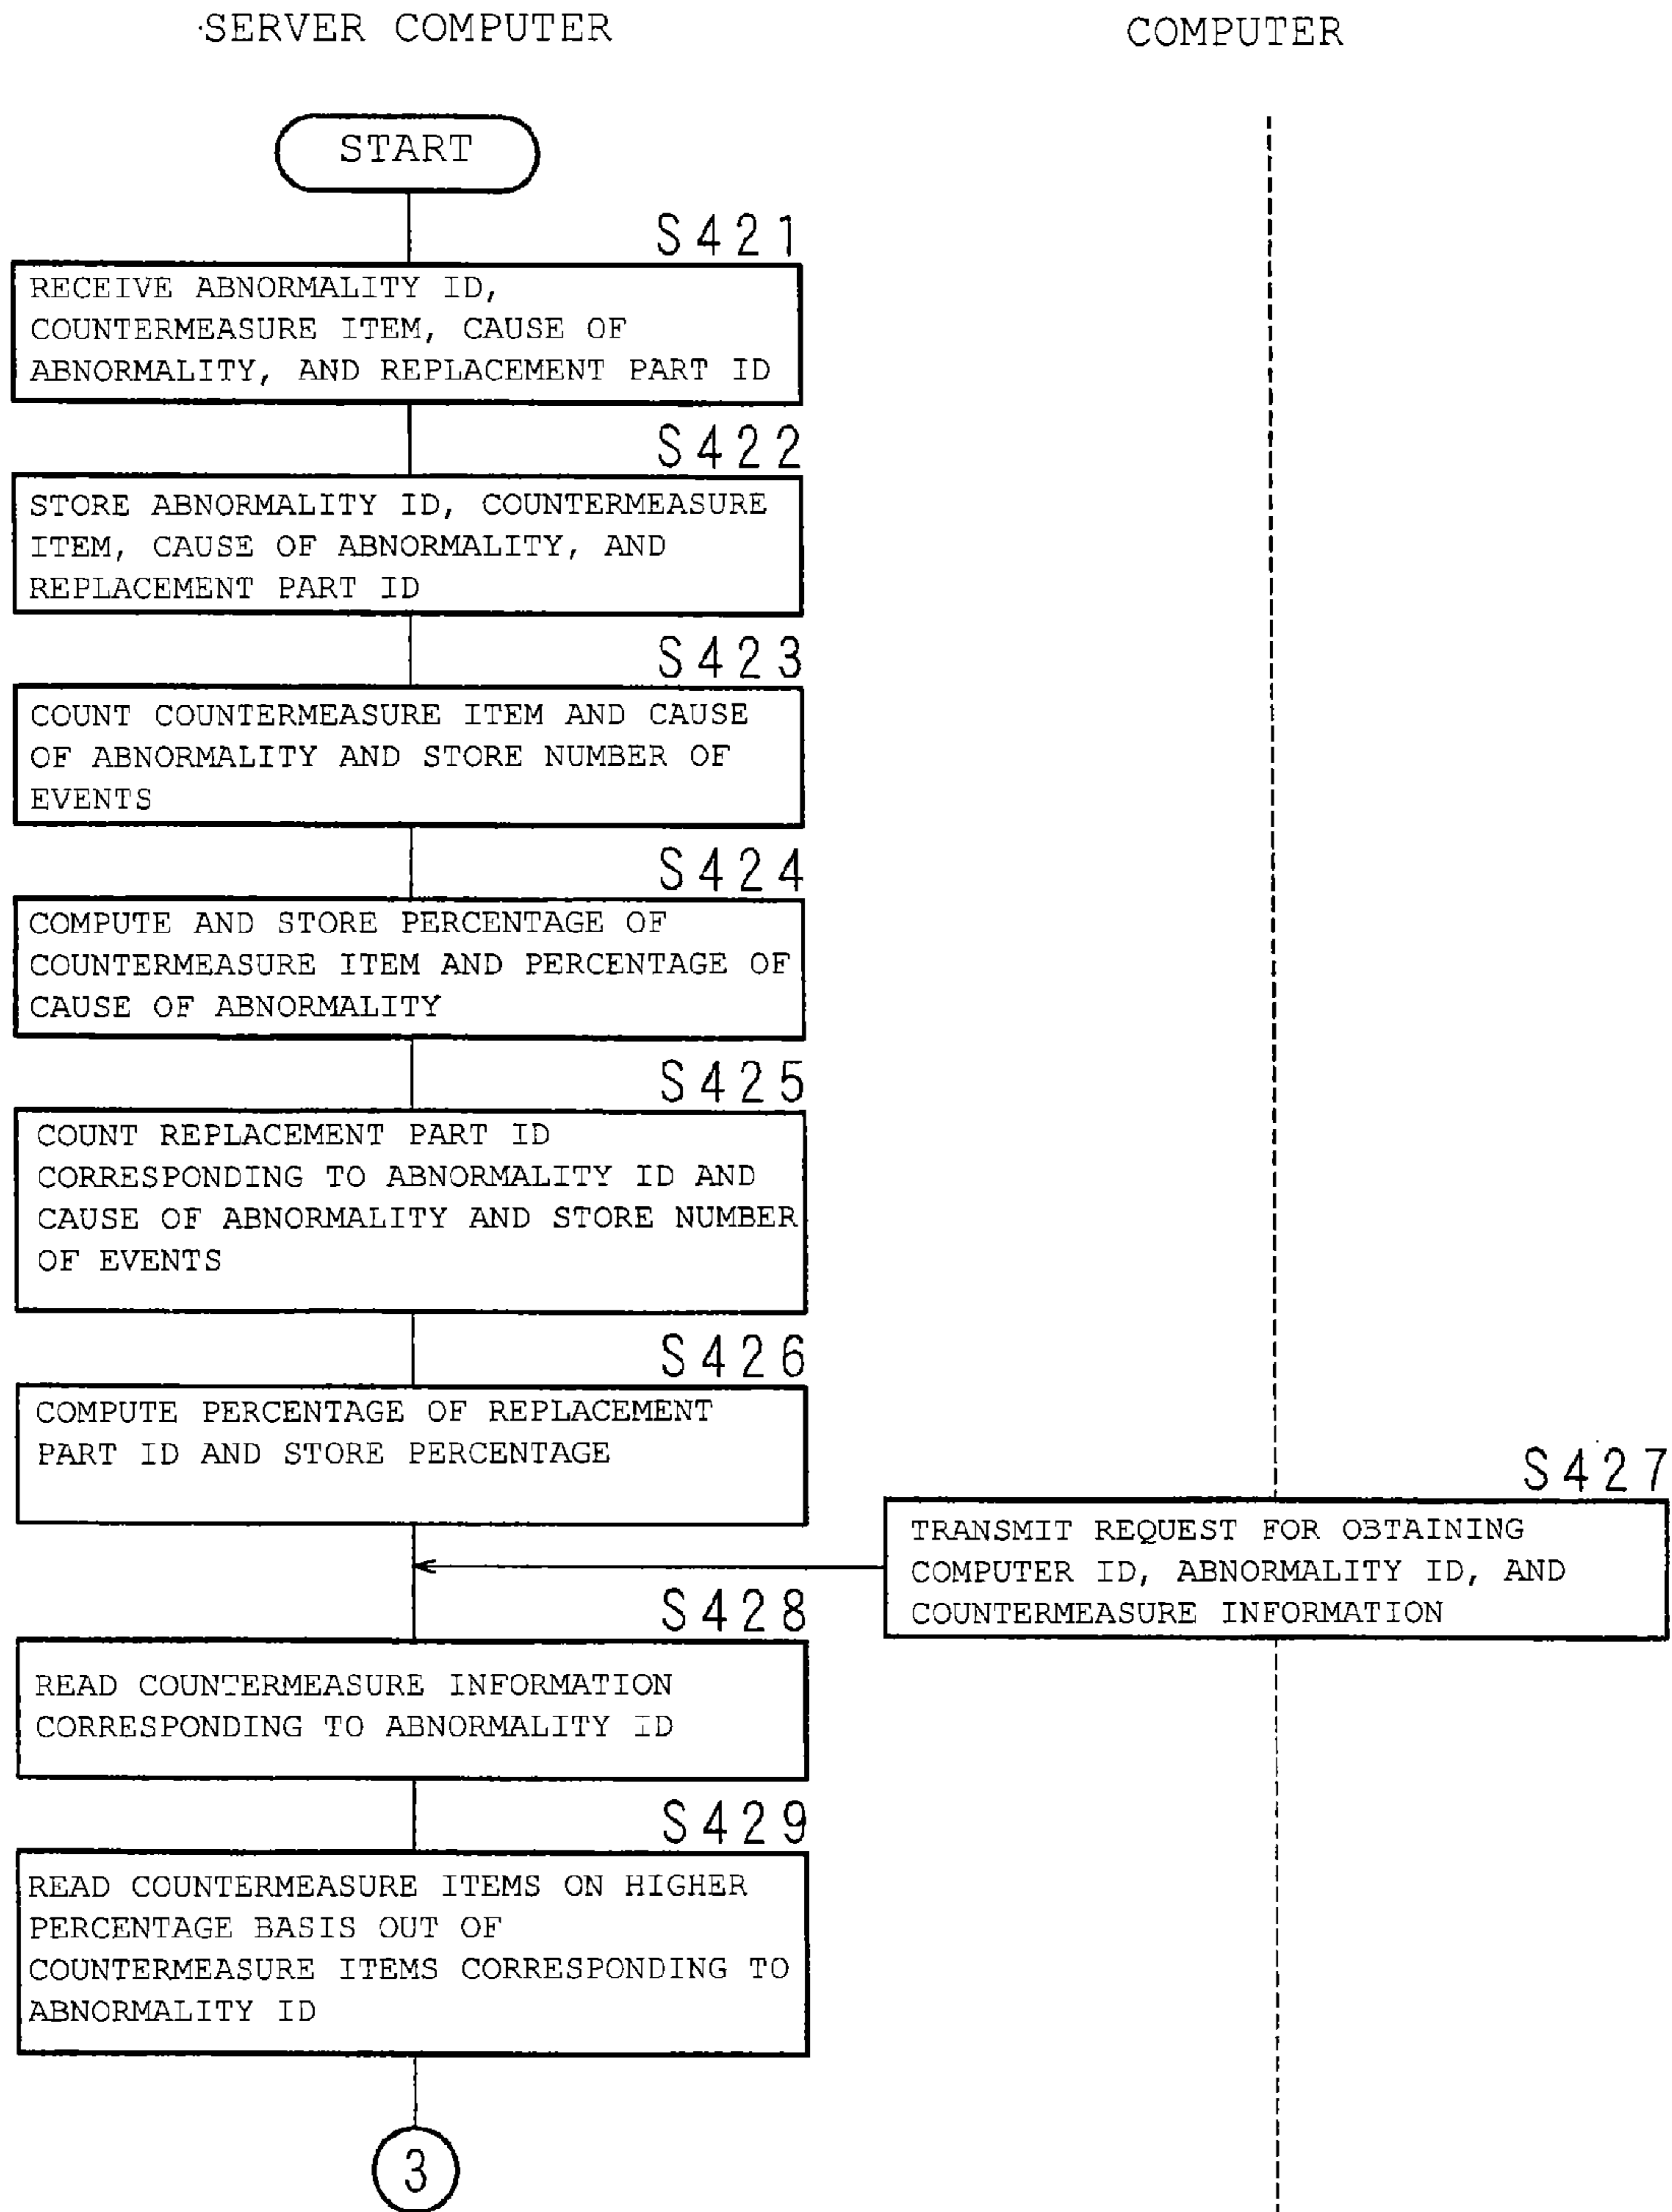 SERVER COMPUTER
COMPUTER
START
S421
RECEIVE ABNORMALITY ID,
COUNTERMEASURE ITEM, CAUSE OF
ABNORMALITY, AND REPLACEMENT PART ID
S422
STORE ABNORMALITY ID, COUNTERMEASURE
ITEM, CAUSE OF ABNORMALITY, AND
REPLACEMENT PART ID
S423
COUNT COUNTERMEASURE ITEM AND CAUSE
OF ABNORMALITY AND STORE NUMBER OF
EVENTS
S424
COMPUTE AND STORE PERCENTAGE OF
COUNTERMEASURE ITEM AND PERCENTAGE OF
CAUSE OF ABNORMALITY
S425
COUNT REPLACEMENT PART ID
CORRESPONDING TO ABNORMALITY ID AND
CAUSE OF ABNORMALITY AND STORE NUMBER
OF EVENTS
S426
COMPUTE PERCENTAGE OF REPLACEMENT
PART ID AND STORE PERCENTAGE
S427
TRANSMIT REQUEST FOR OBTAINING
COMPUTER ID, ABNORMALITY ID, AND
COUNTERMEASURE INFORMATION
S428
READ COUNTERMEASURE INFORMATION
CORRESPONDING TO ABNORMALITY ID
S429
READ COUNTERMEASURE ITEMS ON HIGHER
PERCENTAGE BASIS OUT OF
COUNTERMEASURE ITEMS CORRESPONDING TO
ABNORMALITY ID
3